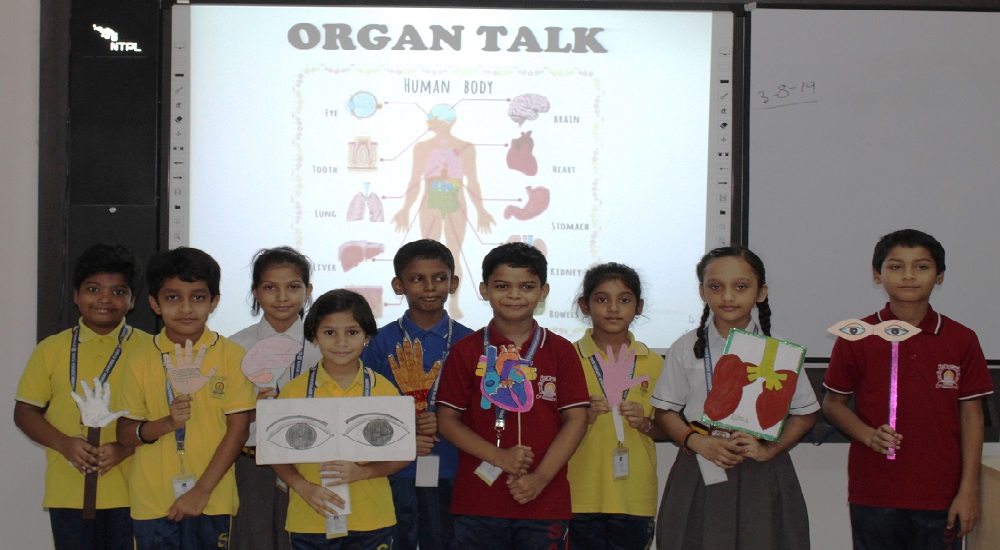 NTPL
ORGAN TALK
3-8-19
HUMAN BODY
EYE
BRAIN
TOOTH
HEART
LUNG
STOMACH
LIVER
KIDNEY
BOWELS